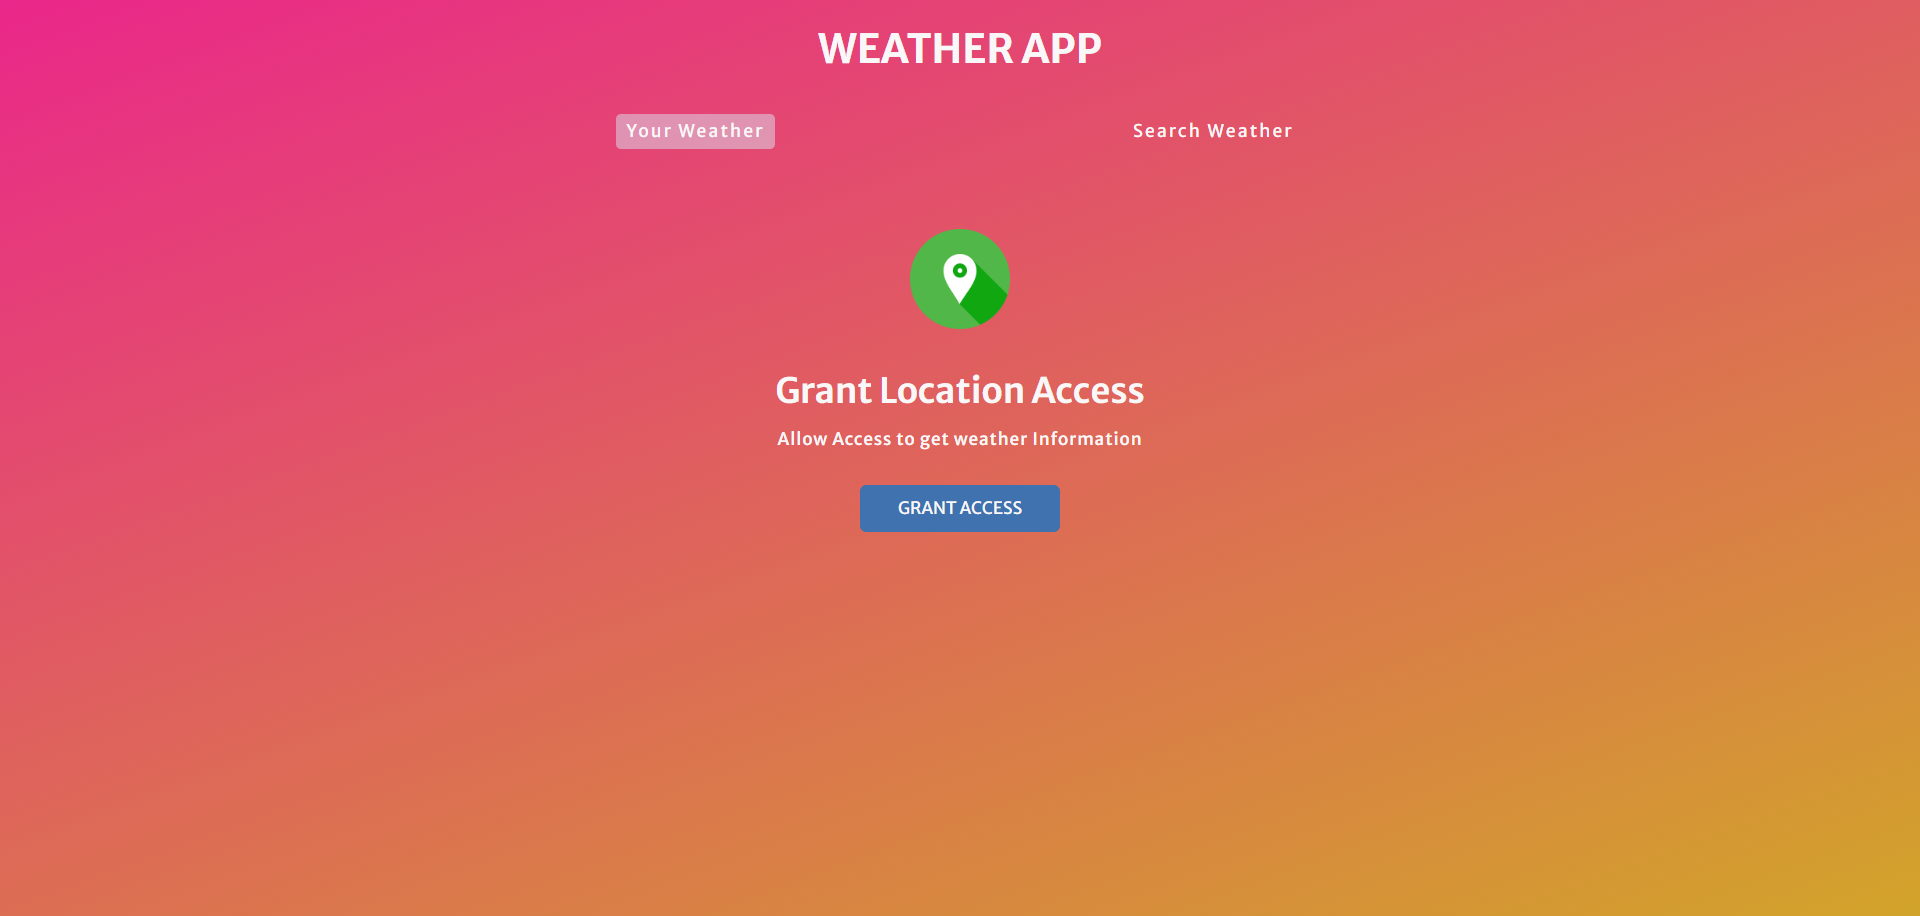 WEATHER APP
Your Weather
Search Weather
Grant Location Access
Allow Access to get weather Information
GRANT ACCESS